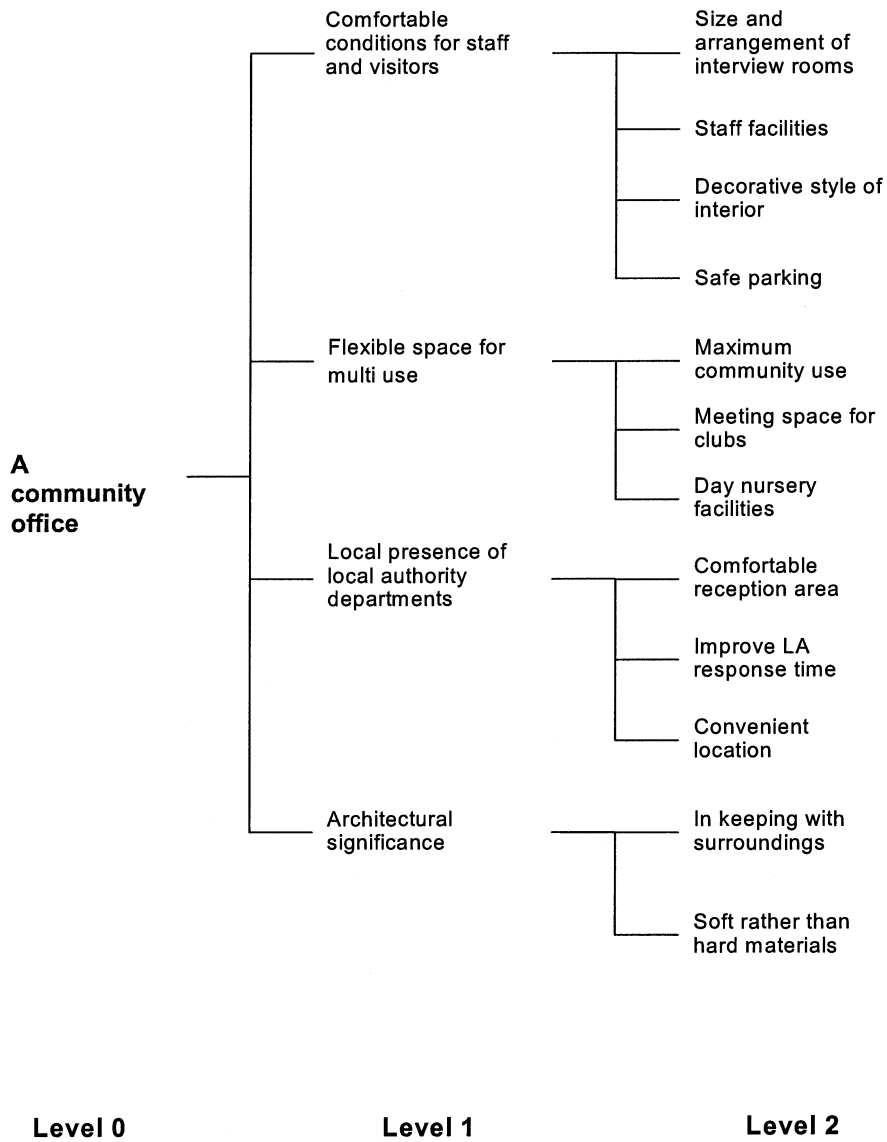 Comfortable
conditions for staff
and visitors
Size and
arrangement of
interview rooms
Staff facilities
Decorative style of
interior
Safe parking
Flexible space for
multi use
Maximum
community use
Meeting space for
clubs
Day nursery
facilities
A
community
office
Local presence of
local authority
departments
Comfortable
reception area
Improve LA
response time
Convenient
location
Architectural
significance
In keeping with
surroundings
Soft rather than
hard materials
Level 0
Level 1
Level 2